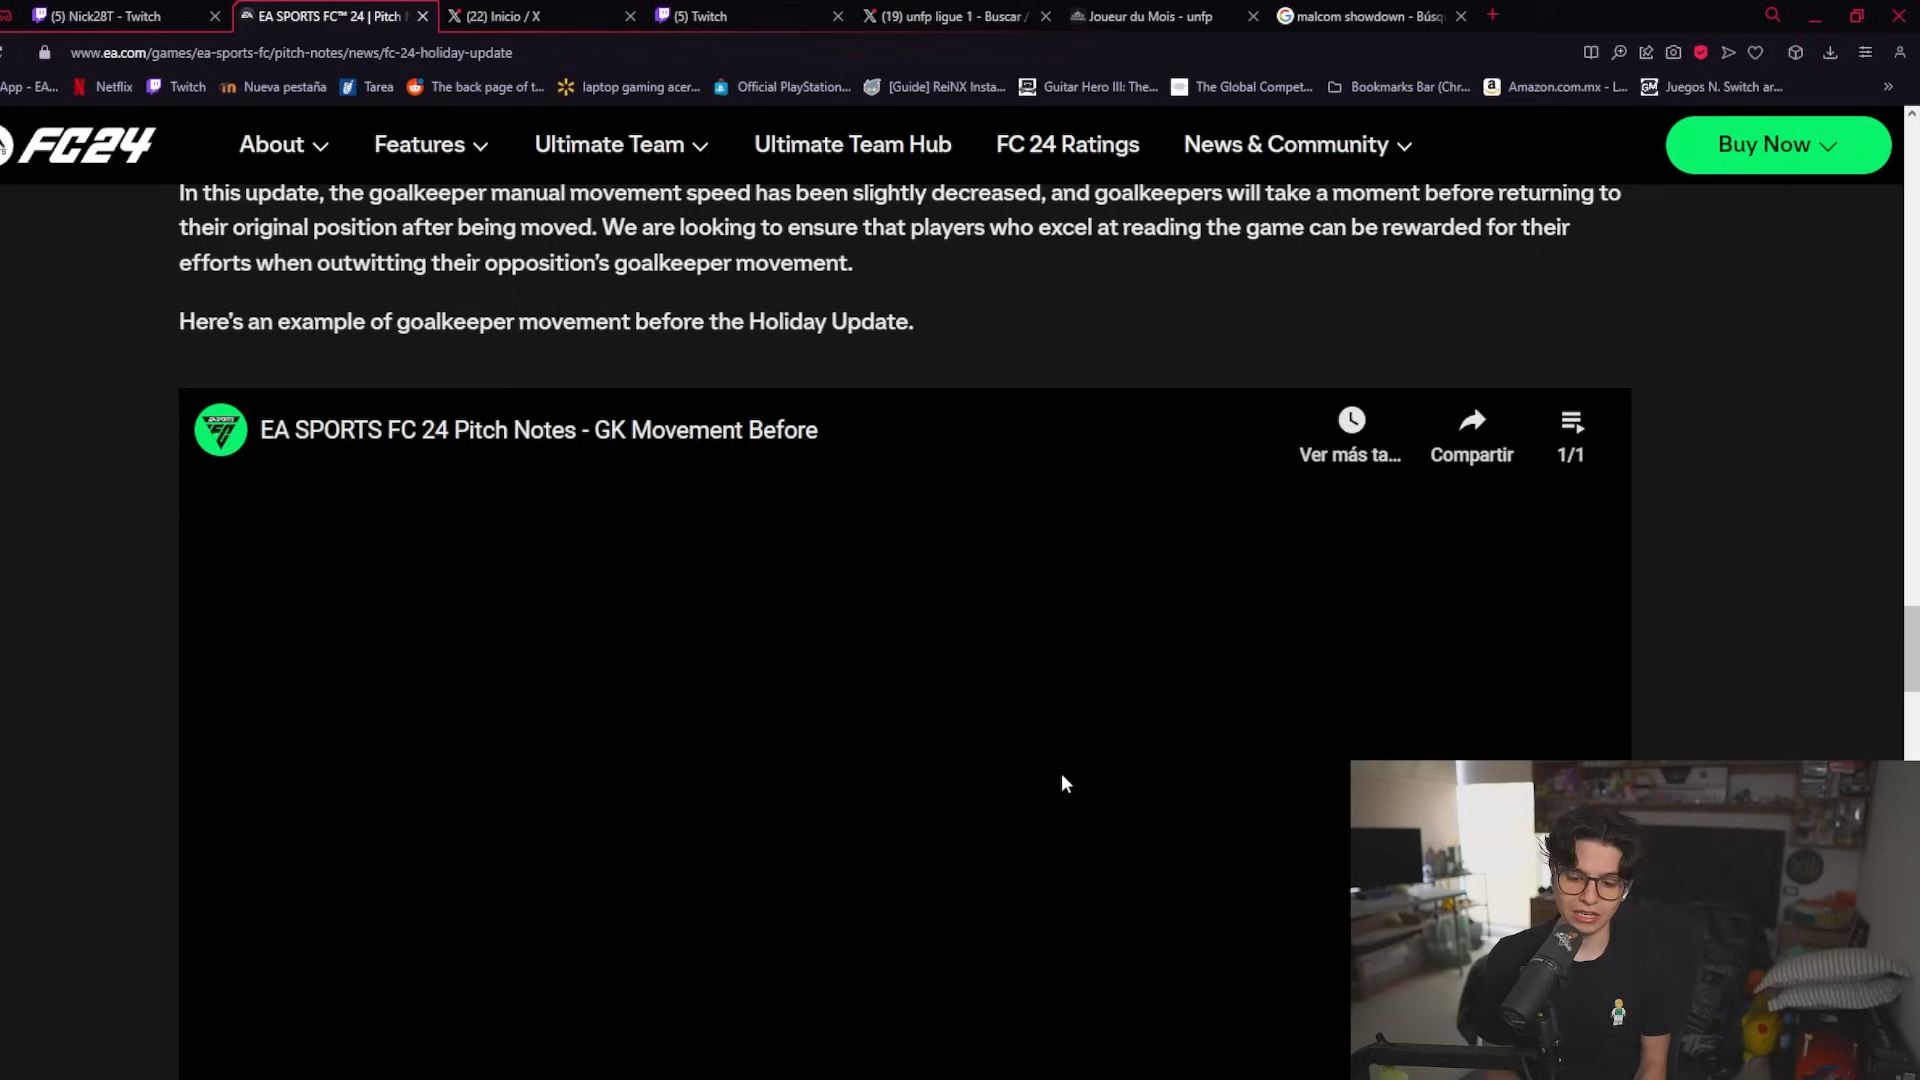 (5) Nick28T - Twitch
EA SPORTS FC™ 24 | Pitch
(22) Inicio / X
(5) Twitch
(19) unfp ligue 1 - Buscar /
Joueur du Mois - unfp
malcom showdown - Búsq
www.ea.com/games/ea-sports-fc/pitch-notes/news/fc-24-holiday-update
App - EA...
Netflix
Twitch
Nueva pestaña
Tarea
The back page of t...
laptop gaming acer...
Official PlayStation...
[Guide] ReiNX Insta...
Guitar Hero III: The...
The Global Compet...
Bookmarks Bar (Chr...
Amazon.com.mx - L...
Juegos N. Switch ar...
FC24
About
Features
Ultimate Team
Ultimate Team Hub
FC 24 Ratings
News & Community
Buy Now
In this update, the goalkeeper manual movement speed has been slightly decreased, and goalkeepers will take a moment before returning to
their original position after being moved. We are looking to ensure that players who excel at reading the game can be rewarded for their
efforts when outwitting their opposition's goalkeeper movement.
Here's an example of goalkeeper movement before the Holiday Update.
EA SPORTS FC 24 Pitch Notes - GK Movement Before
Ver más ta...
Compartir
1/1